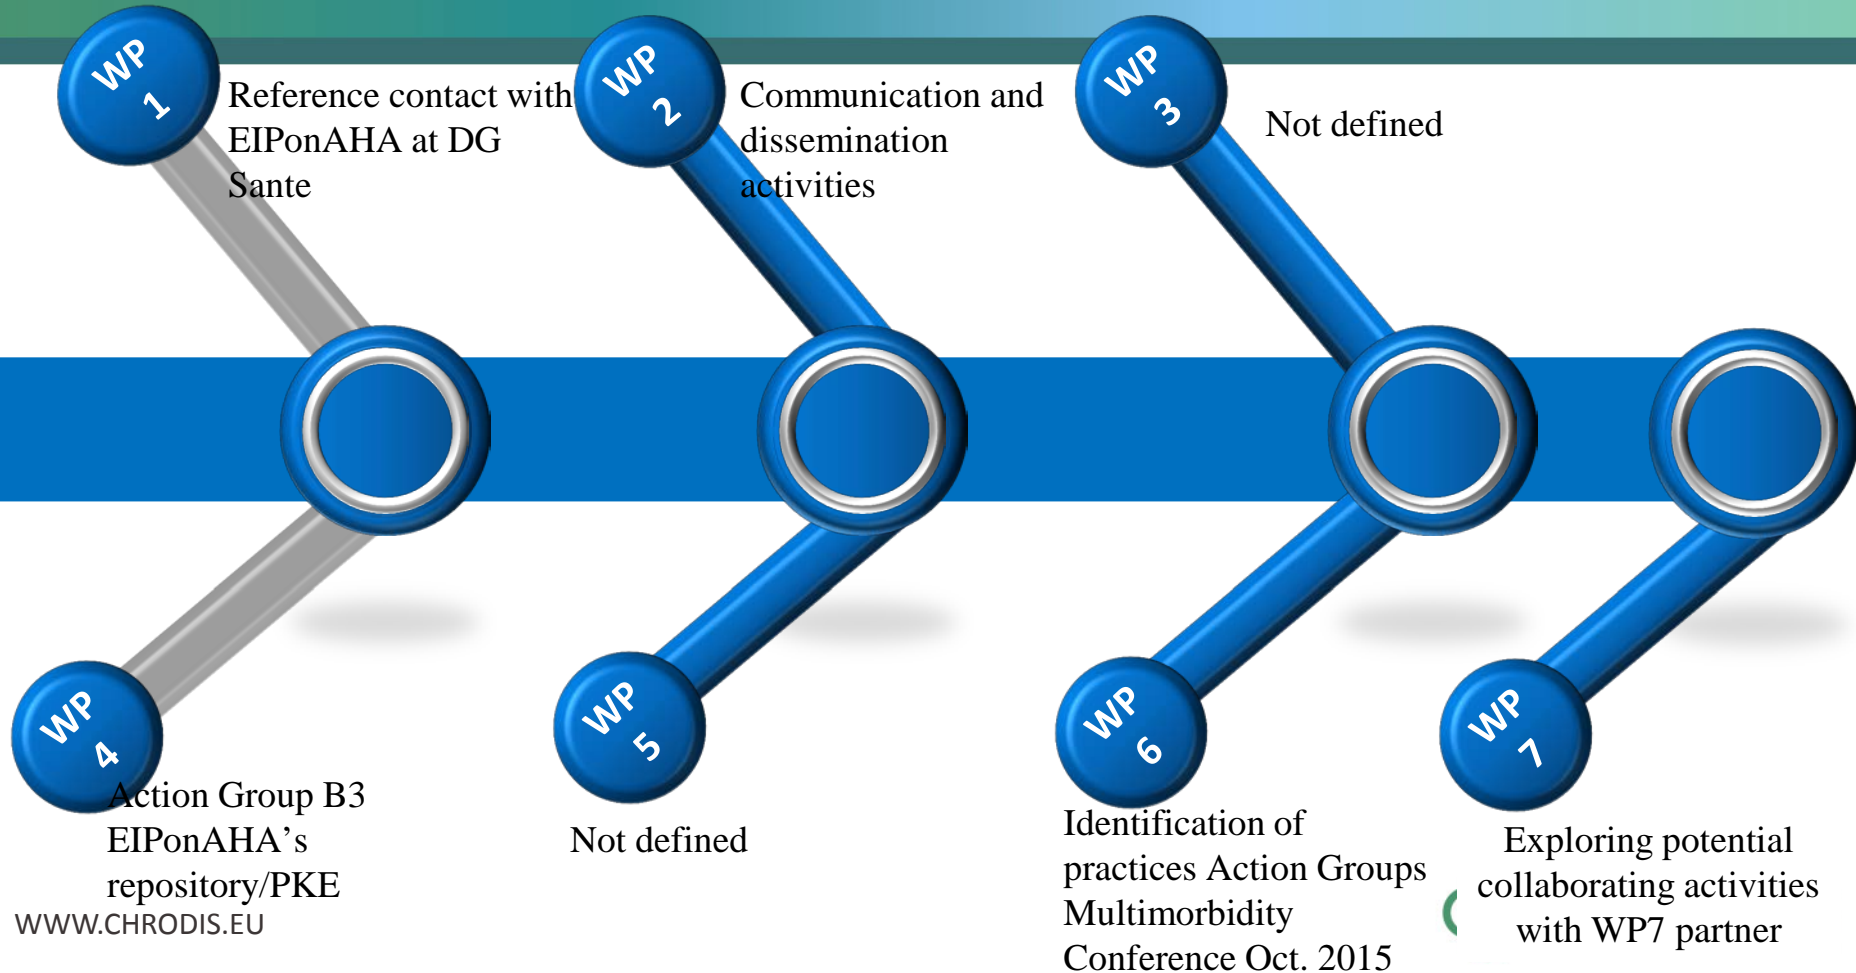 WP
1
Reference contact with
EIPonAHA at DG
Sante
WP
2
Communication and
dissemination
activities
WP
3
Not defined
WP
4
Action Group B3
EIPonAHA’s
repository/PKE
WP
5
Not defined
WP
6
Identification of
practices Action Groups
Multimorbidity
Conference Oct. 2015
WP
7
Exploring potential
collaborating activities
with WP7 partner
WWW.CHRODIS.EU